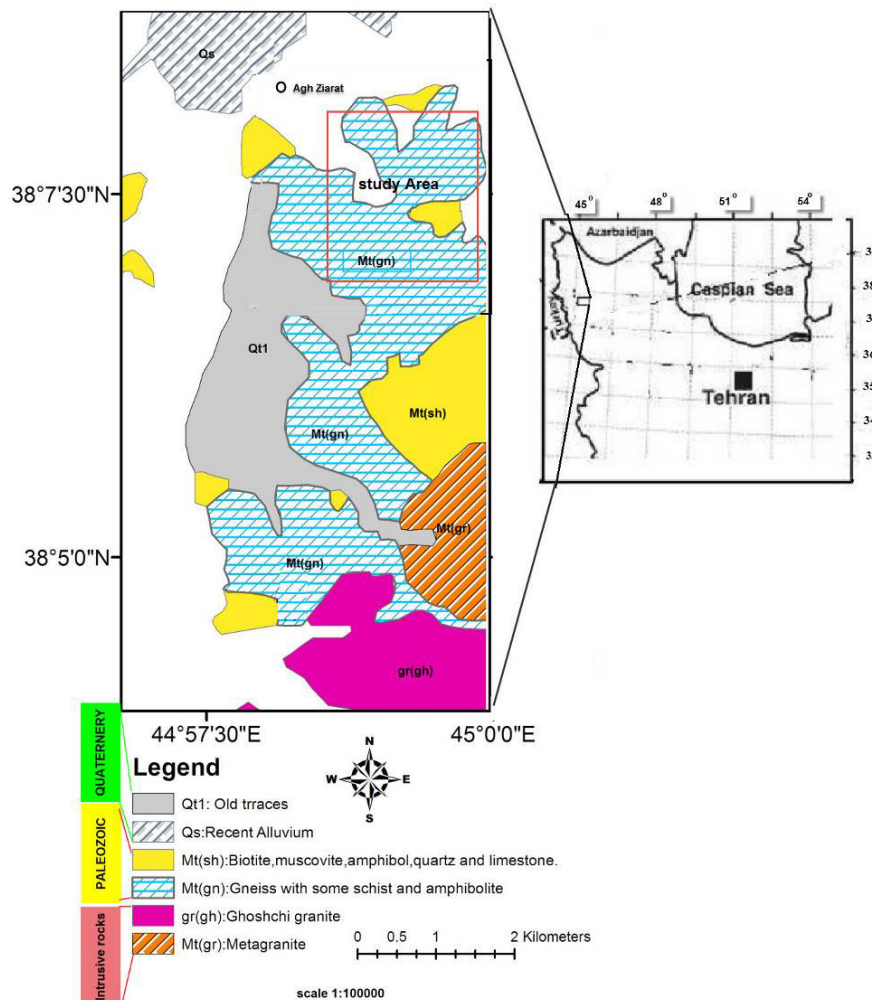 Qs
Agh Ziarat
38°7'30"N
study Area
Mt(gn)
Qt1
Mt(sh)
Mt(gn)
Mt(gr)
38°5'0"N
Mt(gn)
gr(gh)
44°57'30"E
45°0'0"E
45° 48° 51° 54°
Azarbaidjan
Caspian Sea
38
36
35
34
Tehran
Legend
N
W E
S
QUATERNERY
Qt1: Old trraces
Qs:Recent Alluvium
PALEOZOIC
Mt(sh):Biotite,muscovite,amphibol,quartz and limestone.
Mt(gn):Gneiss with some schist and amphibolite
Intrusive rocks
gr(gh):Ghoshchi granite
Mt(gr):Metagranite
0 0.5 1 2 Kilometers
scale 1:100000